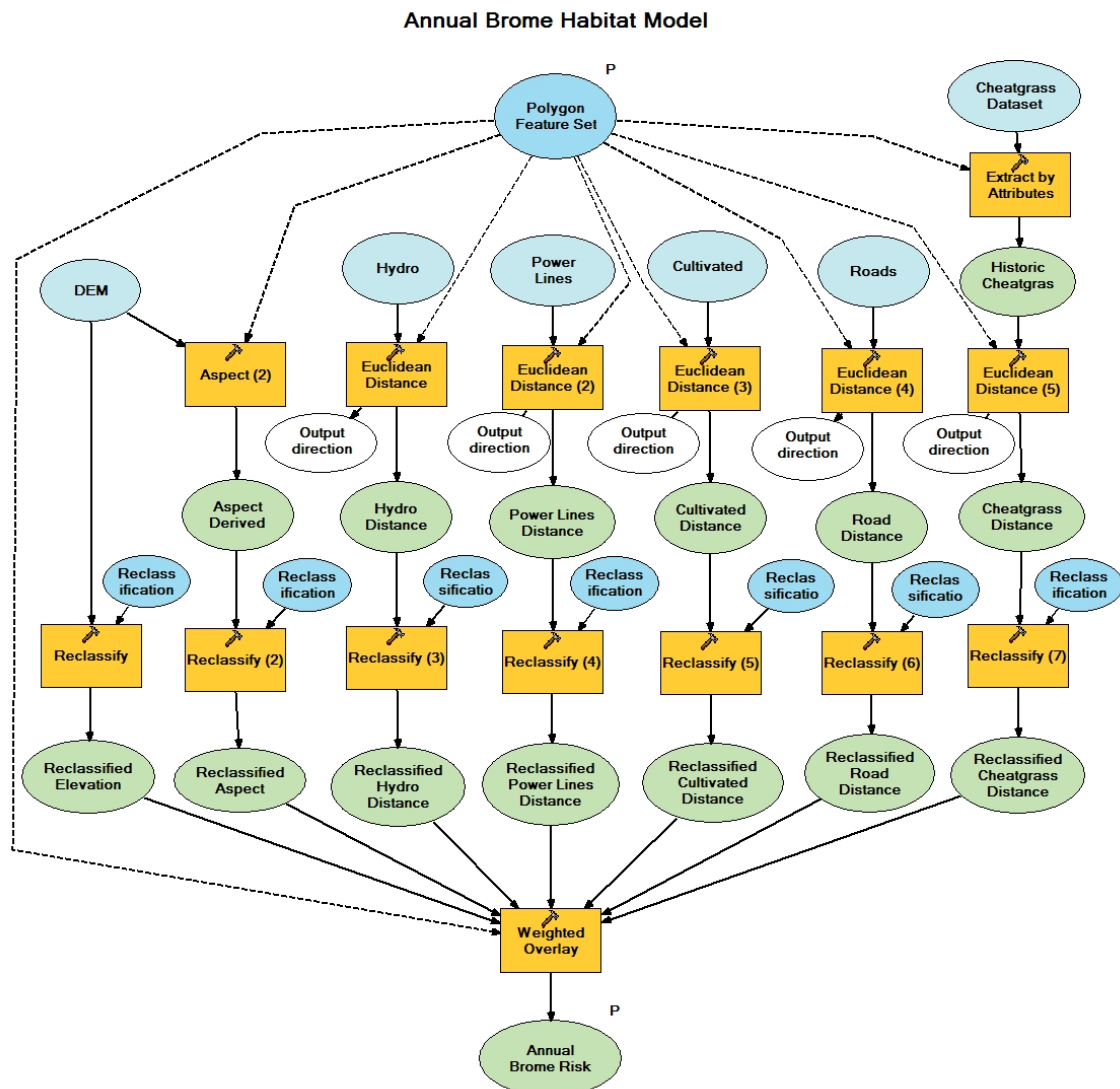 Annual Brome Habitat Model
P
Polygon
Feature Set
Cheatgrass
Dataset
Extract by
Attributes
DEM
Hydro
Power
Lines
Cultivated
Roads
Historic
Cheatgras
Aspect (2)
Euclidean
Distance
Euclidean
Distance (2)
Euclidean
Distance (3)
Euclidean
Distance (4)
Euclidean
Distance (5)
Output
direction
Output
direction
Output
direction
Output
direction
Output
direction
Aspect
Derived
Hydro
Distance
Power Lines
Distance
Cultivated
Distance
Road
Distance
Cheatgrass
Distance
Reclass
ification
Reclass
ification
Reclas
sificatio
Reclass
ification
Reclas
sificatio
Reclas
sificatio
Reclass
ification
Reclassify
Reclassify (2)
Reclassify (3)
Reclassify (4)
Reclassify (5)
Reclassify (6)
Reclassify (7)
Reclassified
Elevation
Reclassified
Aspect
Reclassified
Hydro
Distance
Reclassified
Power Lines
Distance
Reclassified
Cultivated
Distance
Reclassified
Road
Distance
Reclassified
Cheatgrass
Distance
Weighted
Overlay
P
Annual
Brome Risk